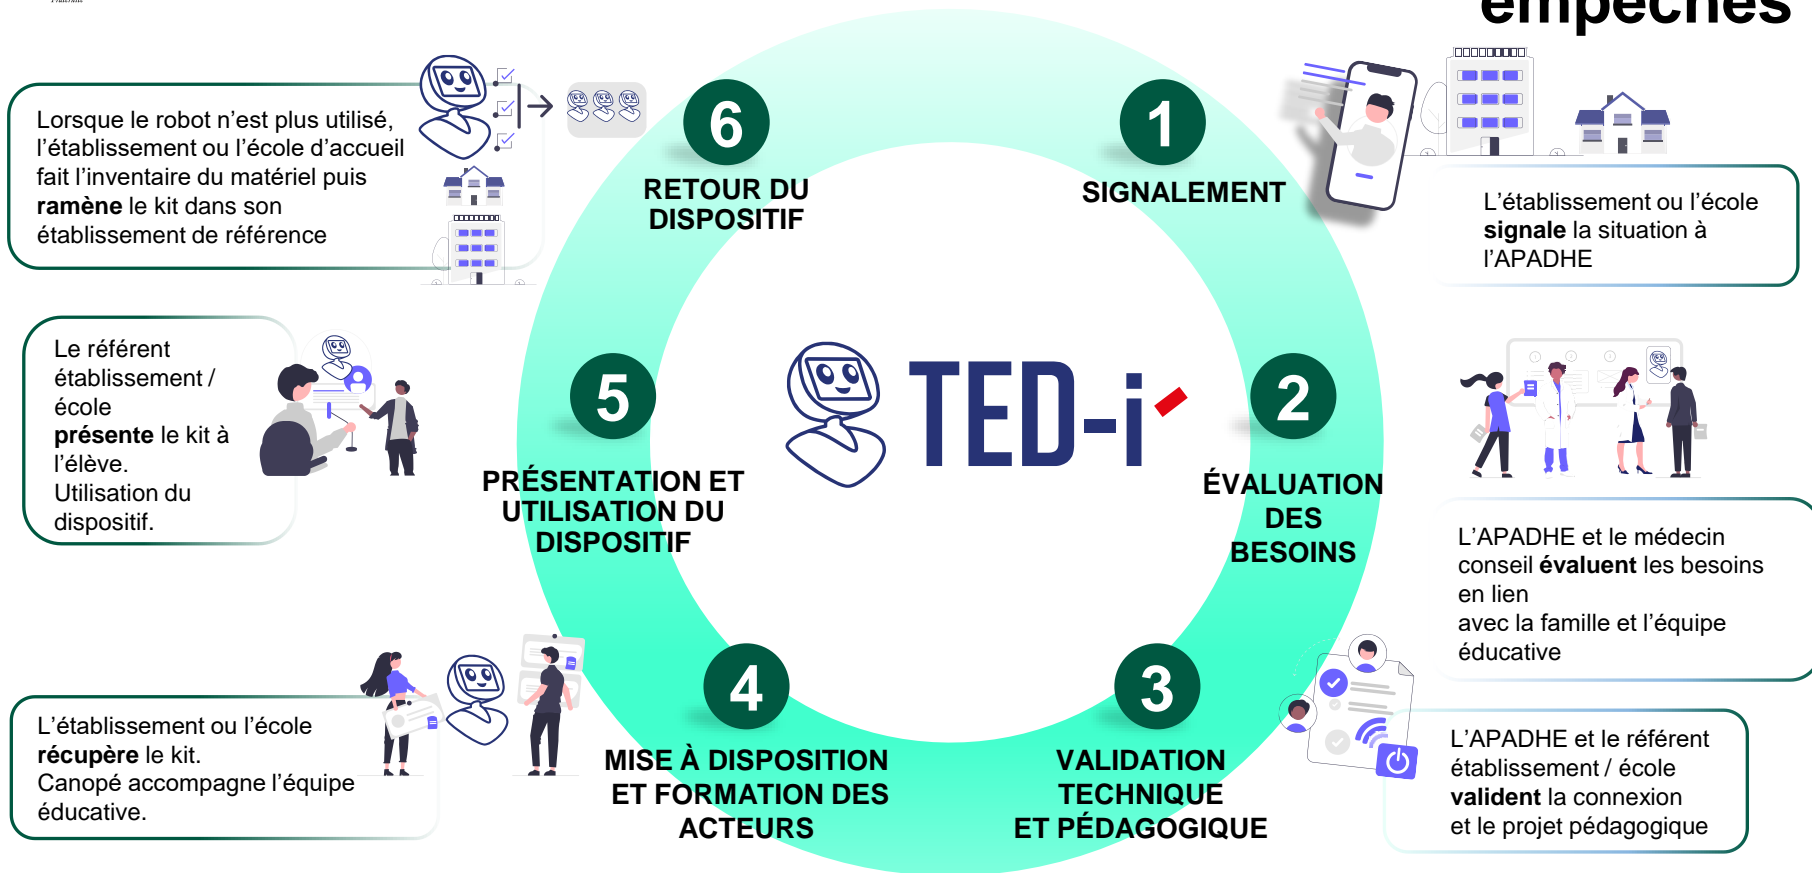 empêchés
1
SIGNALEMENT
L'établissement ou l'école
signale la situation à
l'APADHE
2
ÉVALUATION
DES
BESOINS
L'APADHE et le médecin
conseil évaluent les besoins
en lien
avec la famille et l'équipe
éducative
3
VALIDATION
TECHNIQUE
ET PÉDAGOGIQUE
L'APADHE et le référent
établissement / école
valident la connexion
et le projet pédagogique
4
MISE À DISPOSITION
ET FORMATION DES
ACTEURS
L'établissement ou l'école
récupère le kit.
Canopé accompagne l'équipe
éducative.
5
PRÉSENTATION ET
UTILISATION DU
DISPOSITIF
Le référent
établissement /
école
présente le kit à
l'élève.
Utilisation du
dispositif.
6
RETOUR DU
DISPOSITIF
Lorsque le robot n'est plus utilisé,
l'établissement ou l'école d'accueil
fait l'inventaire du matériel puis
ramène le kit dans son
établissement de référence
TED-i